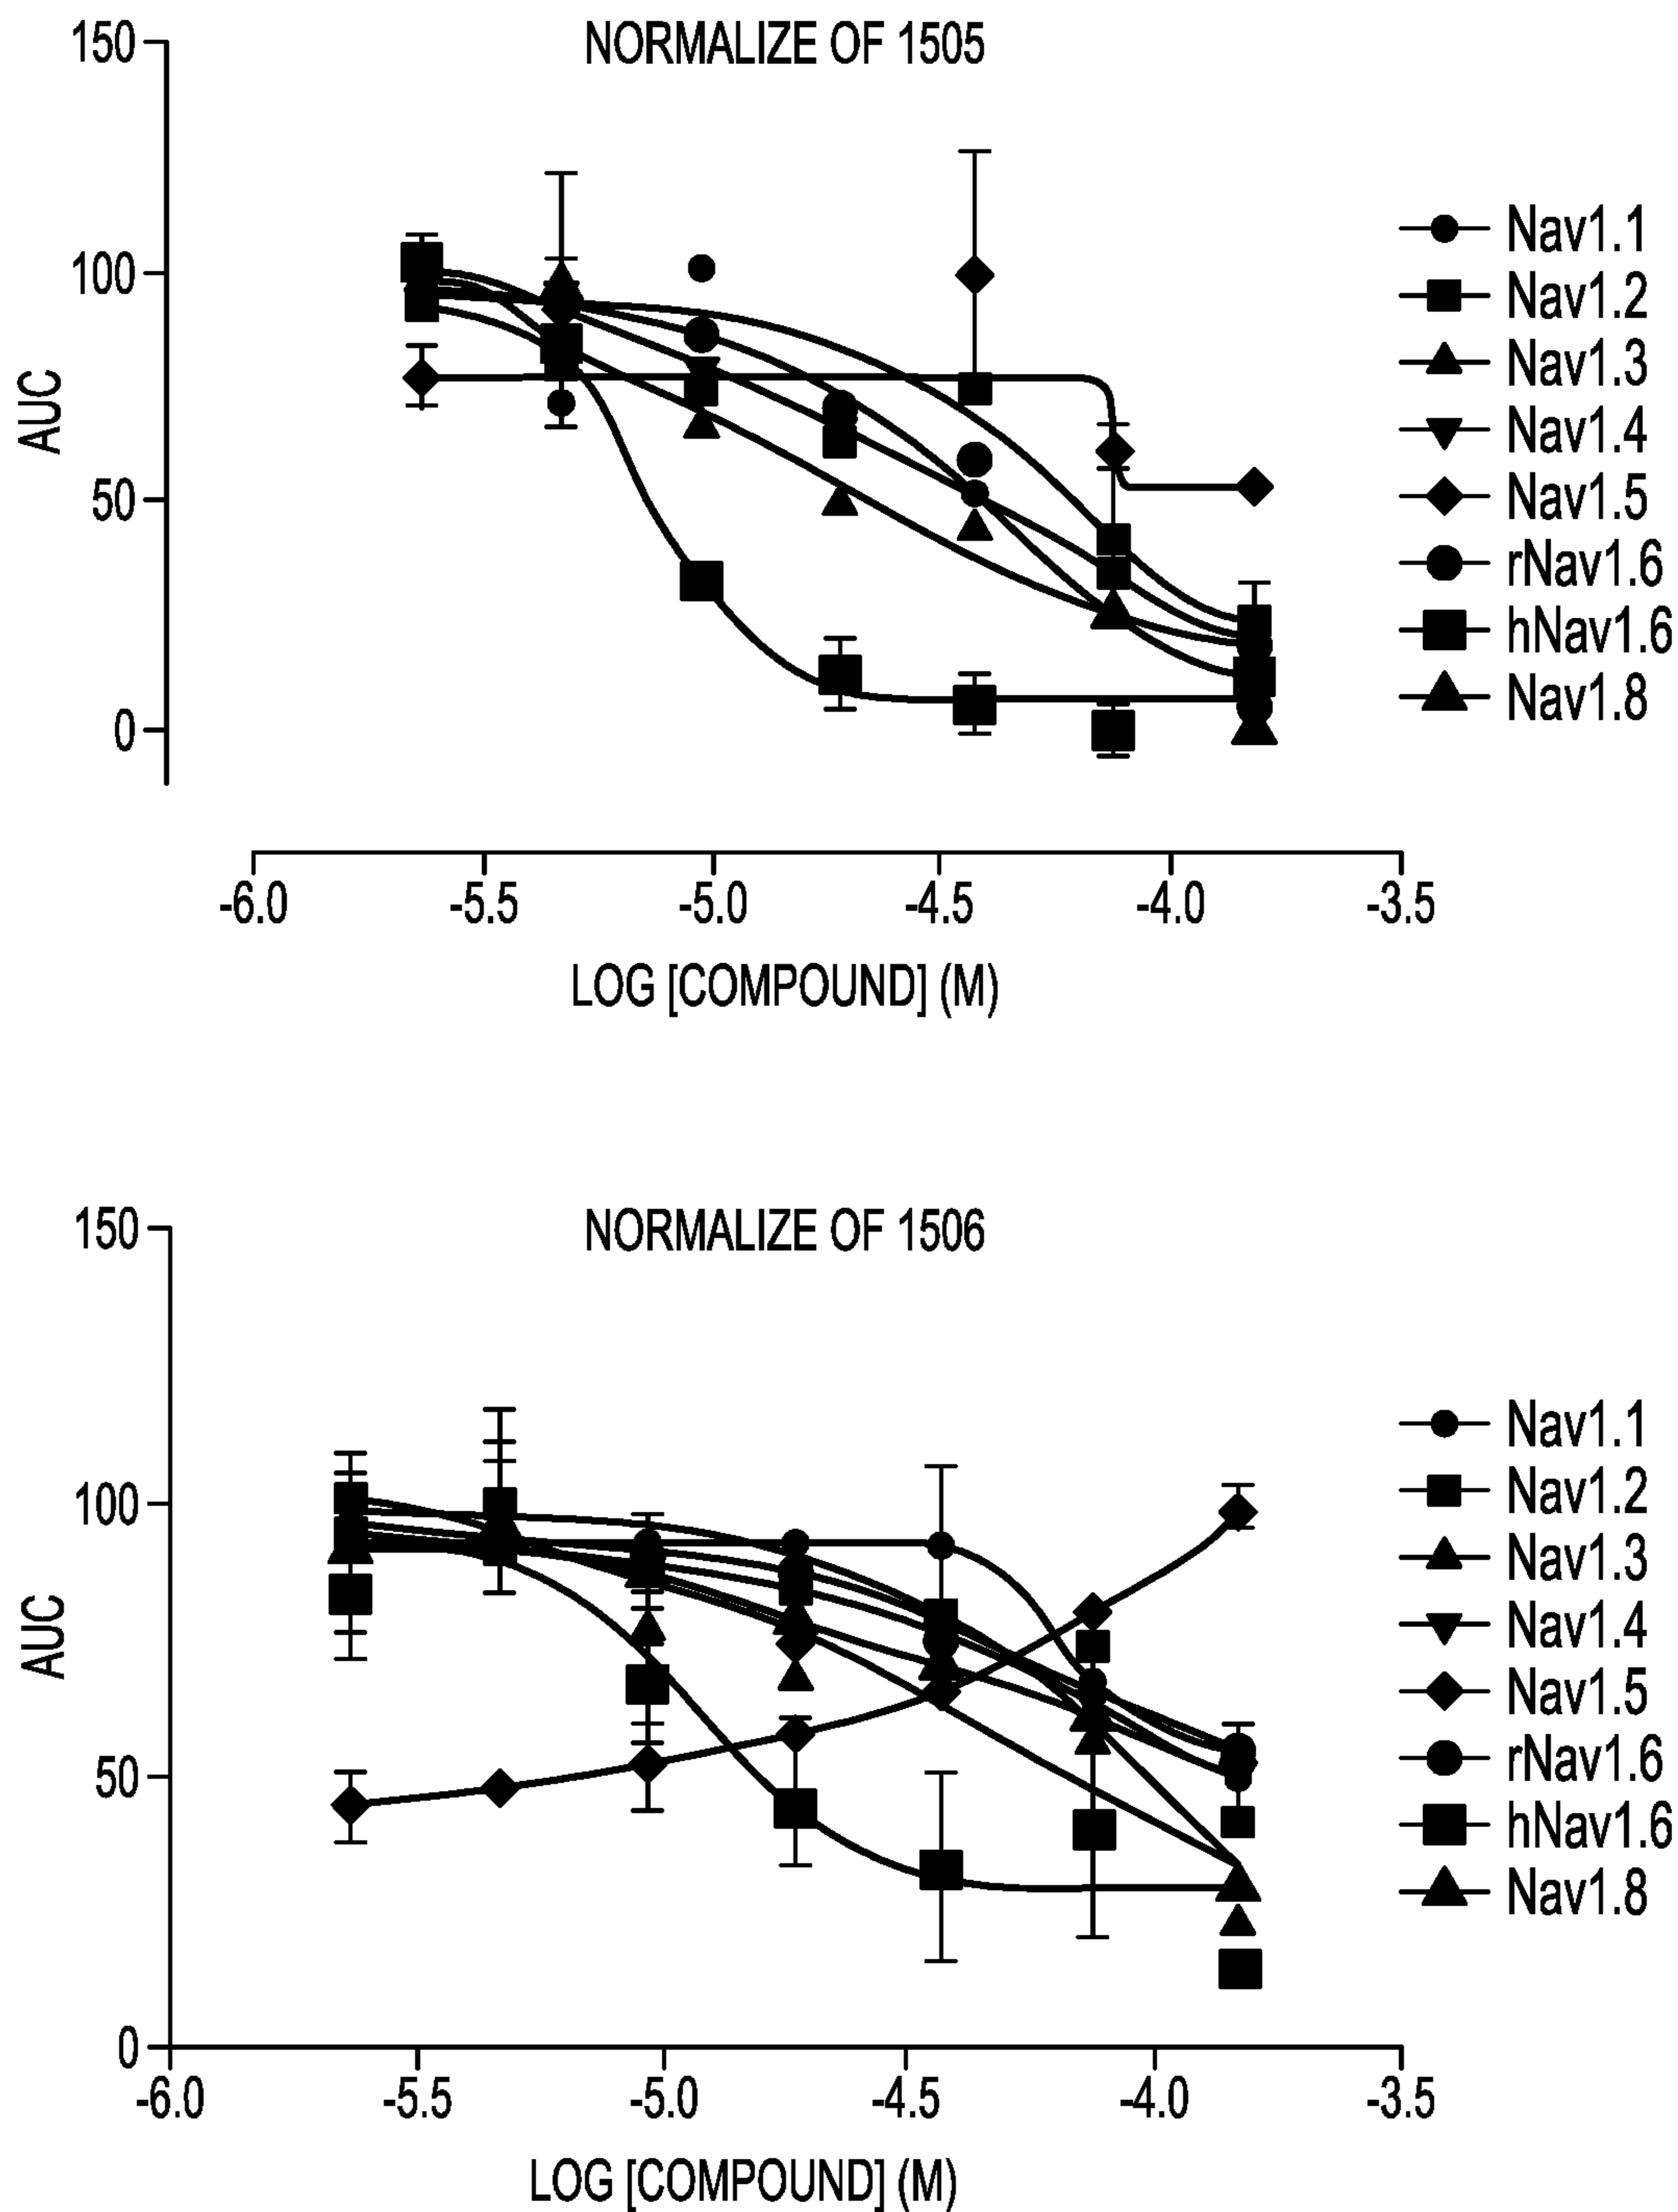 NORMALIZE OF 1505
150
100
50
0
AUC
-6.0 -5.5 -5.0 -4.5 -4.0 -3.5
LOG [COMPOUND] (M)
Nav1.1
Nav1.2
Nav1.3
Nav1.4
Nav1.5
rNav1.6
hNav1.6
Nav1.8
NORMALIZE OF 1506
150
100
50
0
AUC
-6.0 -5.5 -5.0 -4.5 -4.0 -3.5
LOG [COMPOUND] (M)
Nav1.1
Nav1.2
Nav1.3
Nav1.4
Nav1.5
rNav1.6
hNav1.6
Nav1.8